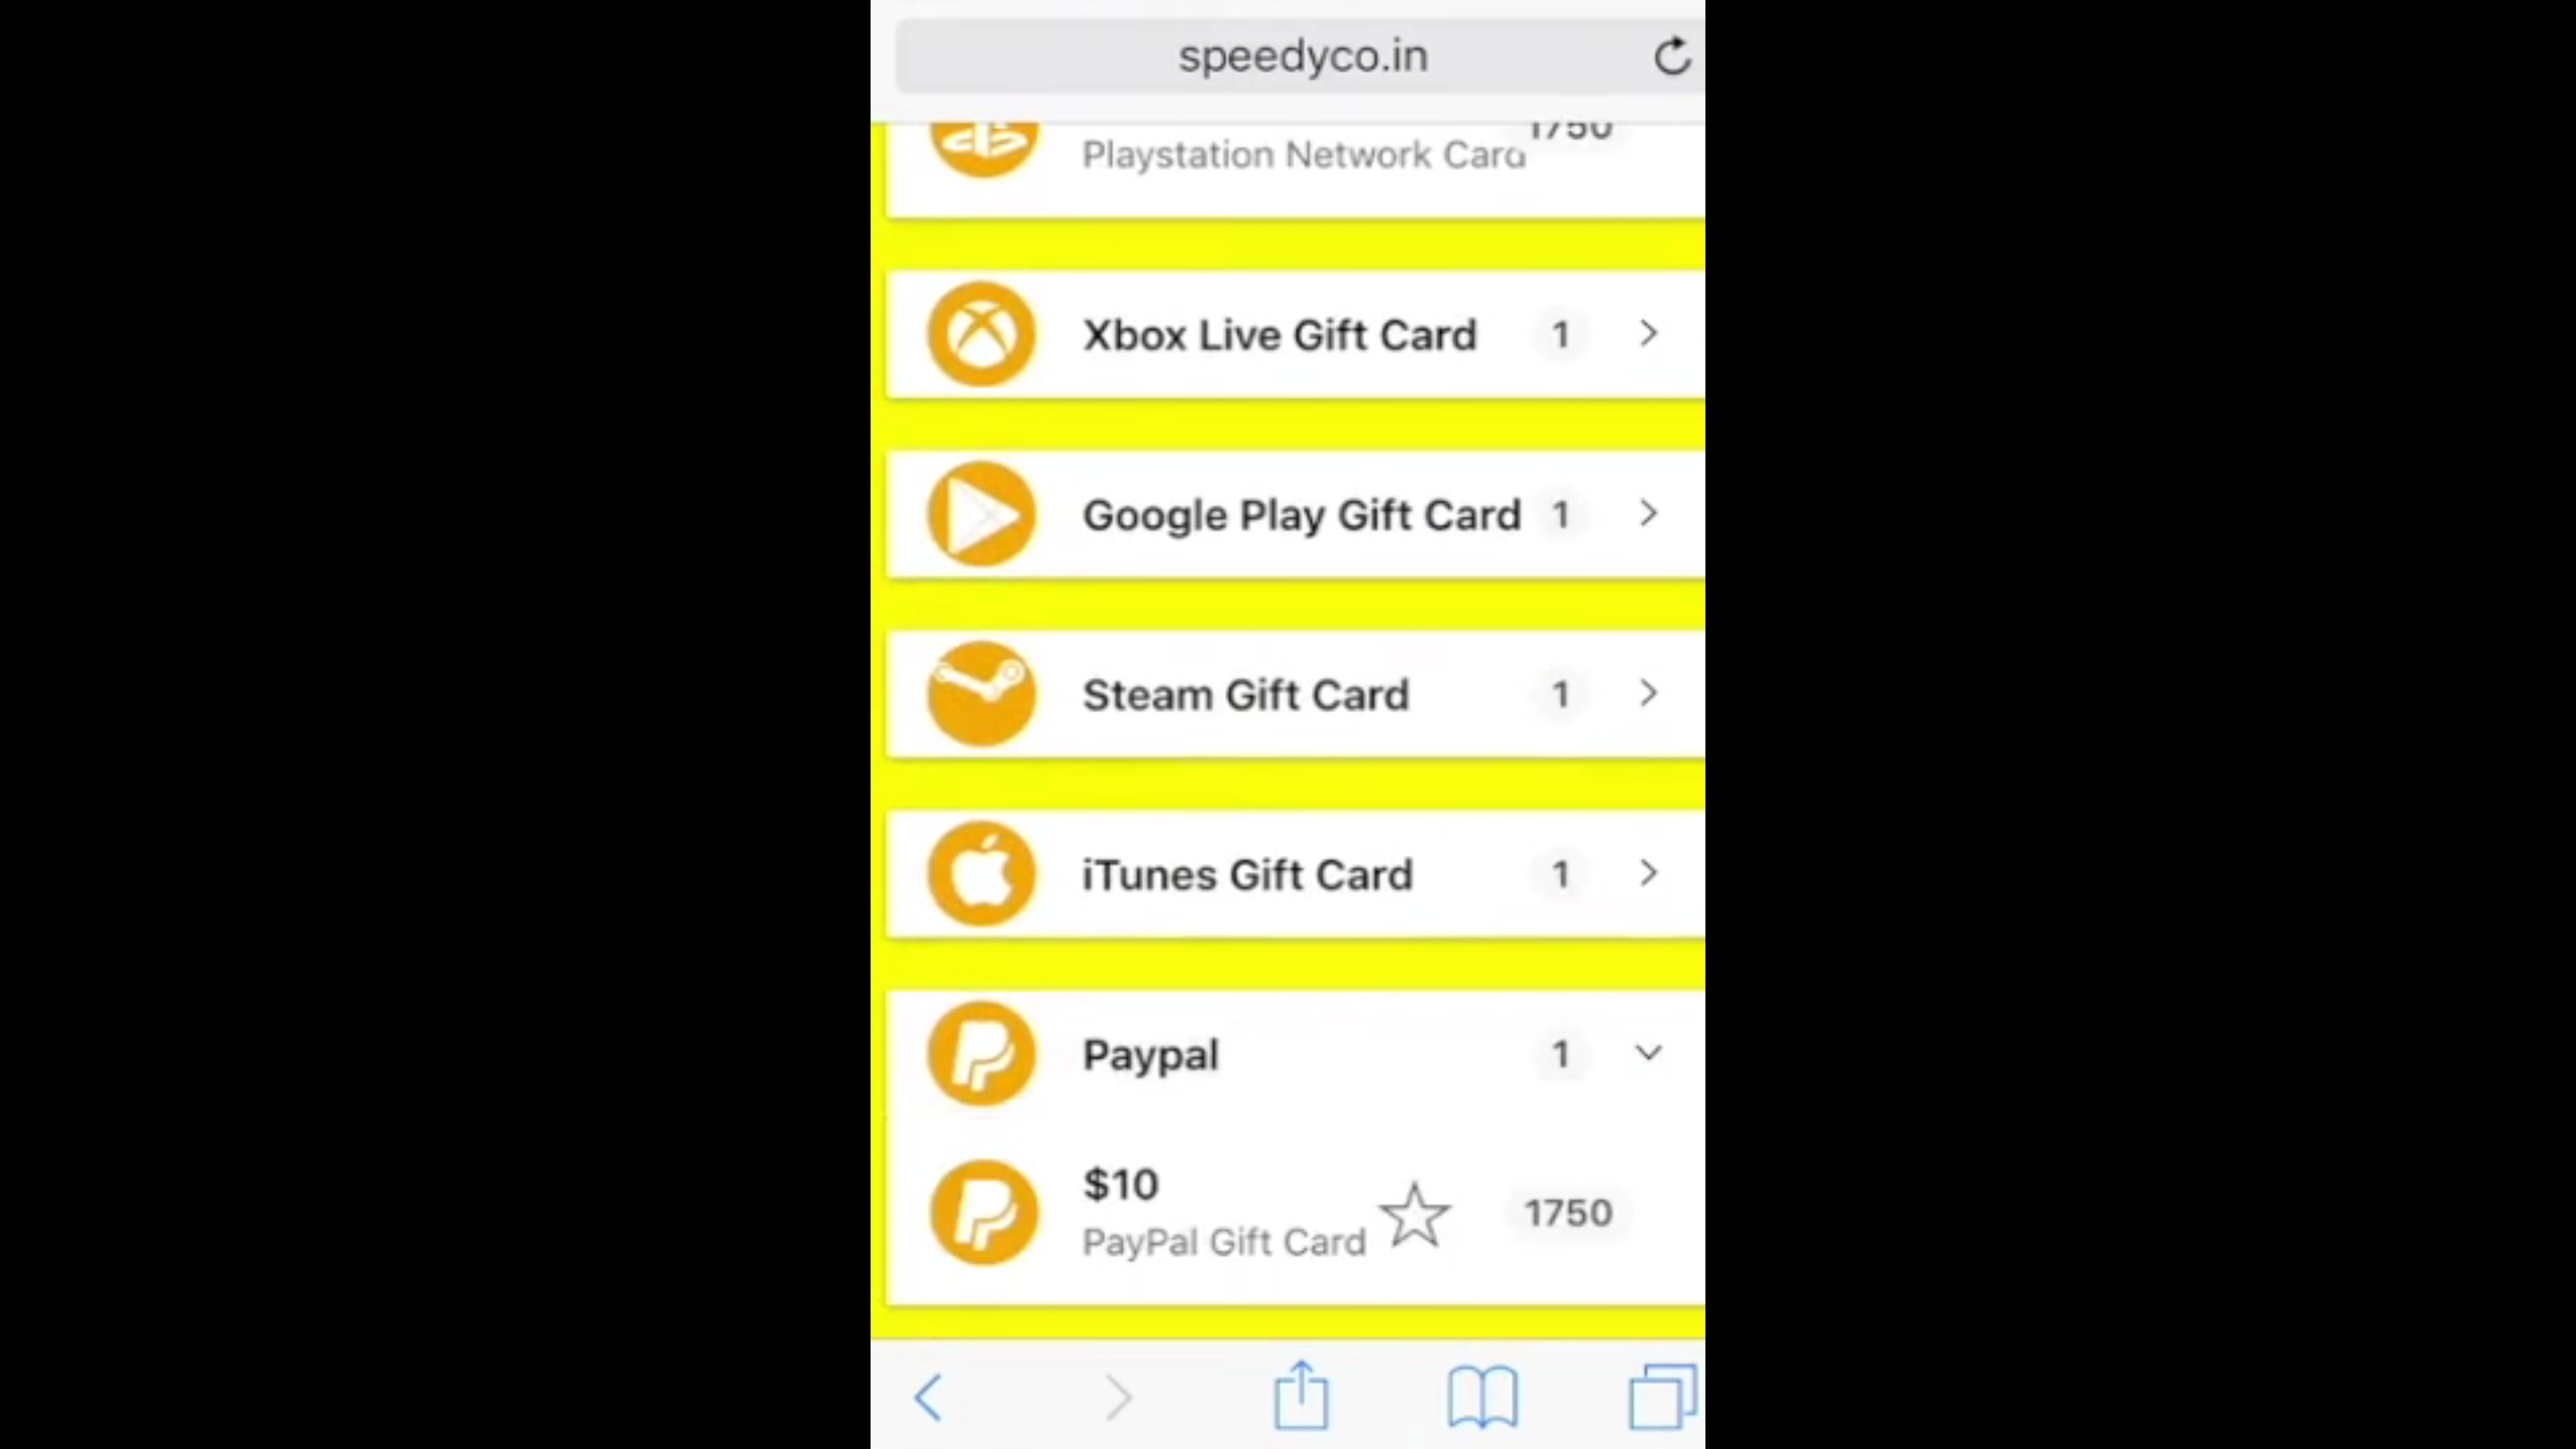 speedyco.in
1750
Playstation Network Card
Xbox Live Gift Card 1
Google Play Gift Card 1
Steam Gift Card 1
iTunes Gift Card 1
Paypal 1
$10
PayPal Gift Card
1750